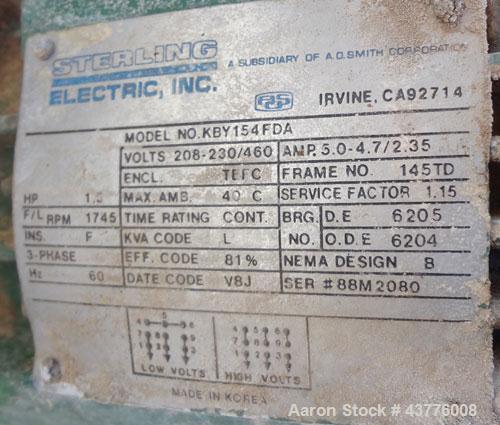 STERLING
ELECTRIC, INC.
A SUBSIDIARY OF A.O.SMITH CORPORATION
IRVINE, CA92714
MODEL NO. KBY154FDA
VOLTS 208-230/460 AMP. 5.0-4.7/2.35
ENCL. TEFC FRAME NO. 145TD
HP 1.5 MAX. AMB. 40 C SERVICE FACTOR 1.15
F/L RPM 1745 TIME RATING CONT. BRG. D.E 6205
INS. F KVA CODE L NO. O.D.E 6204
3-PHASE EFF. CODE 81% NEMA DESIGN B
Hz 60 DATE CODE V8J SER #88M2080
LOW VOLTS HIGH VOLTS
MADE IN KOREA
Aaron Stock # 43776008